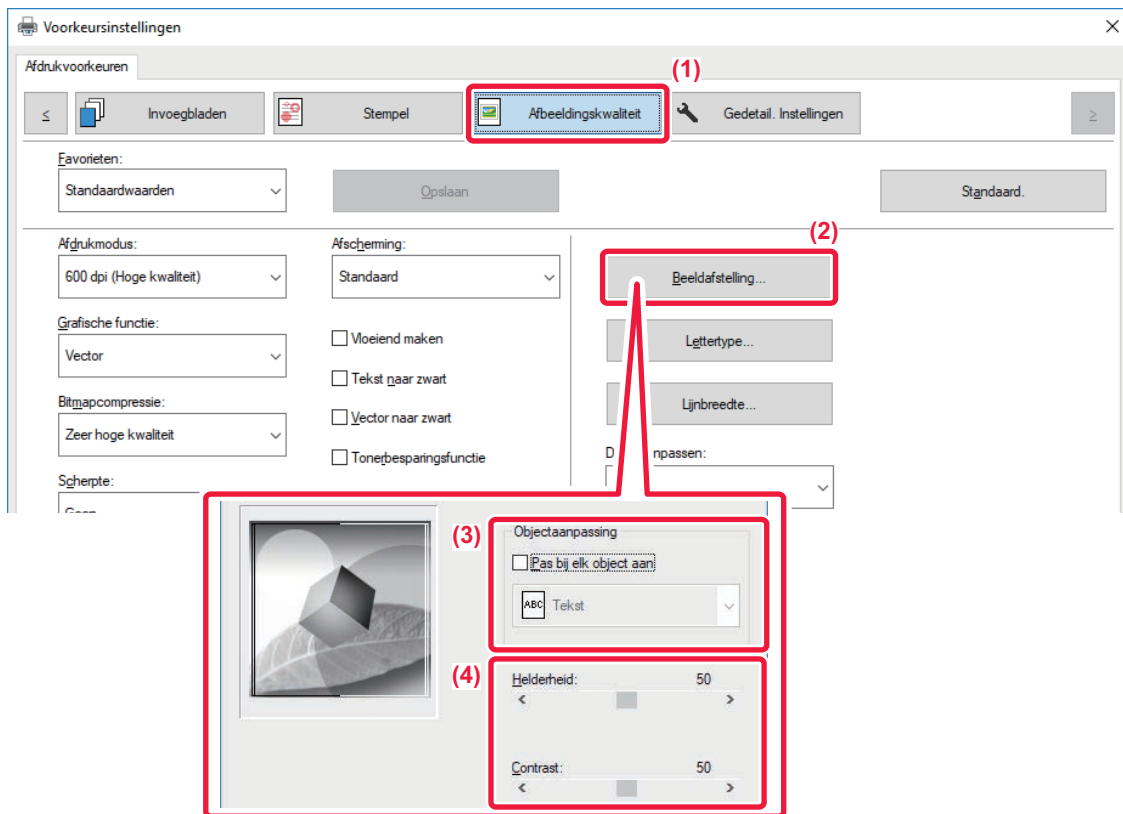 Voorkeursinstellingen
Afdrukvoorkeuren
(1)
< Invoegbladen Stempel Afbeeldingskwaliteit Gedetail. Instellingen >
Favorieten:
Standaardwaarden Opslaan Standaard.
(2)
Afdrukmodus: Afscherming:
600 dpi (Hoge kwaliteit) Standaard Beeldafstelling...
Grafische functie:
Vloeiend maken Lettertype...
Vector
Tekst naar zwart
Bitmapcompressie:
Vector naar zwart Lijnbreedte...
Zeer hoge kwaliteit
Tonerbesparingsfunctie
Scherpte:
(3) Objectaanpassing
Pas bij elk object aan
ABC Tekst
(4) Helderheid: 50
< >
Contrast: 50
< >